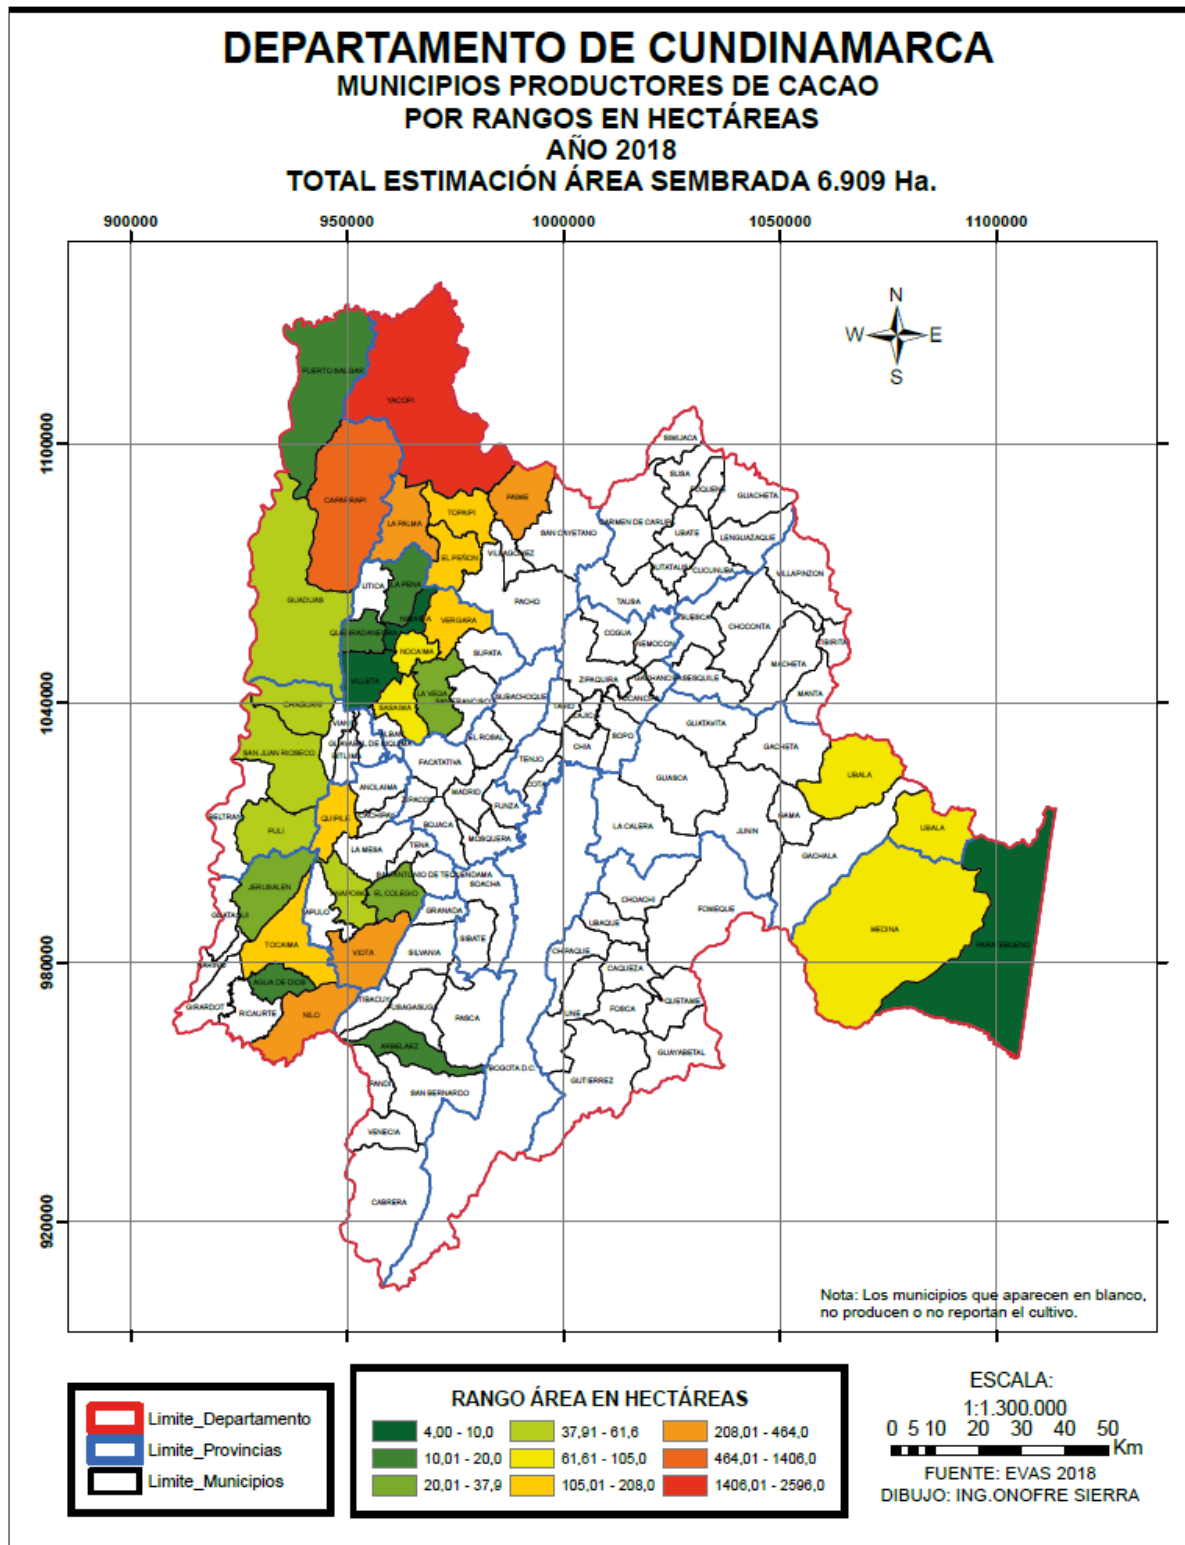 DEPARTAMENTO DE CUNDINAMARCA
MUNICIPIOS PRODUCTORES DE CACAO
POR RANGOS EN HECTÁREAS
AÑO 2018
TOTAL ESTIMACIÓN ÁREA SEMBRADA 6.909 Ha.
900000 950000 1000000 1050000 1100000
N
W E
S
1100000
1040000
980000
920000
PUERTO SALGAR
YACOPI
SIMIJACA
SUSA
GUACHETA
CAPARRAPI
PAIME
LA PALMA
TOPAIPI
SAN CAYETANO
UBATE
LENGUAZAQUE
EL PEÑON
VILLAGOMEZ
CUCUNUBA
VILLAPINZON
UTICA
LA PEÑA
GUADUAS
PACHO
TAUSA
VERGARA
CHOCONTA
COGUA
NEMOCON
NOCAIMA
SUPATA
MACHETA
VILLETA
ZIPAQUIRA
LA VEGA
SUBACHOQUE
MANTA
SASAIMA
CHAGUANI
GUATAVITA
SOPO
EL ROSAL
CHIA
GACHETA
SAN JUAN RIOSECO
TENJO
FACATATIVA
UBALA
GUASCA
ANOLAIMA
MADRID
FUNZA
QUIPILE
BELTRAN
BOJACA
GAMA
UBALA
LA CALERA
JUNIN
PULI
MOSQUERA
TENA
LA MESA
GACHALA
SOACHA
JERUSALEN
EL COLEGIO
CHOACHI
GRANADA
APULO
FOMEQUE
UBAQUE
MEDINA
SIBATE
TOCAIMA
VIOTA
SILVANIA
CHIPAQUE
PARATEBUENO
CAQUEZA
AGUA DE DIOS
QUETAME
GIRARDOT
RICAURTE
NILO
PASCA
UNE
FOSCA
ARBELAEZ
GUAYABETAL
BOGOTA D.C.
GUTIERREZ
PANDI
SAN BERNARDO
VENECIA
CABRERA
Nota: Los municipios que aparecen en blanco,
no producen o no reportan el cultivo.
Limite_Departamento
Limite_Provincias
Limite_Municipios
RANGO ÁREA EN HECTÁREAS
4,00 - 10,0 37,91 - 61,6 208,01 - 464,0
10,01 - 20,0 61,61 - 105,0 464,01 - 1406,0
20,01 - 37,9 105,01 - 208,0 1406,01 - 2596,0
ESCALA:
1:1.300.000
0 5 10 20 30 40 50
Km
FUENTE: EVAS 2018
DIBUJO: ING.ONOFRE SIERRA